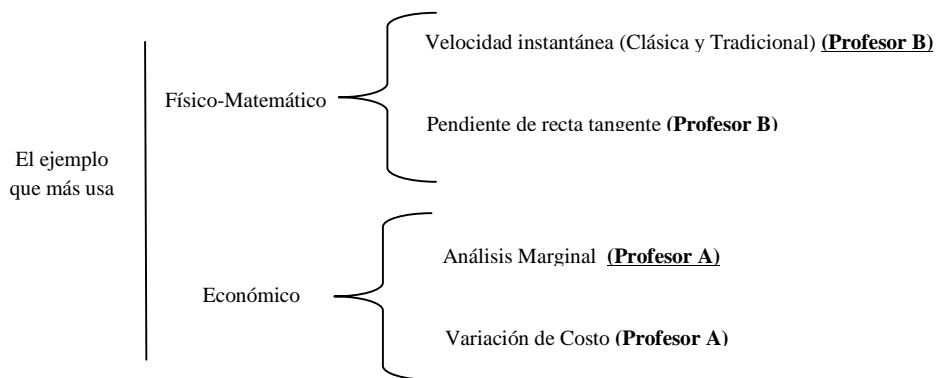 Velocidad instantánea (Clásica y Tradicional) (Profesor B)
Físico-Matemático
Pendiente de recta tangente (Profesor B)
El ejemplo
que más usa
Análisis Marginal (Profesor A)
Económico
Variación de Costo (Profesor A)